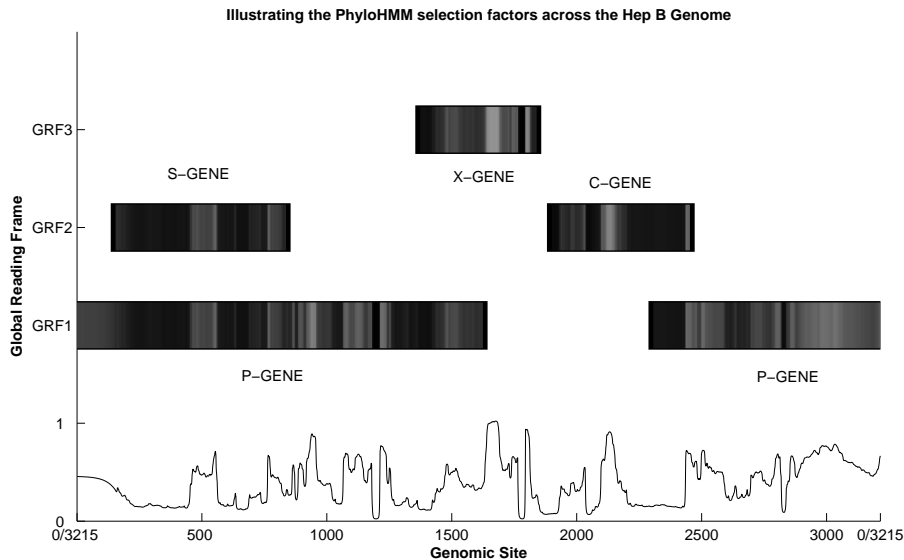 Illustrating the PhyloHMM selection factors across the Hep B Genome
GRF3
S−GENE
X−GENE
C−GENE
GRF2
Global Reading Frame
GRF1
P−GENE
P−GENE
1
0
0/3215
500
1000
1500
2000
2500
3000
0/3215
Genomic Site